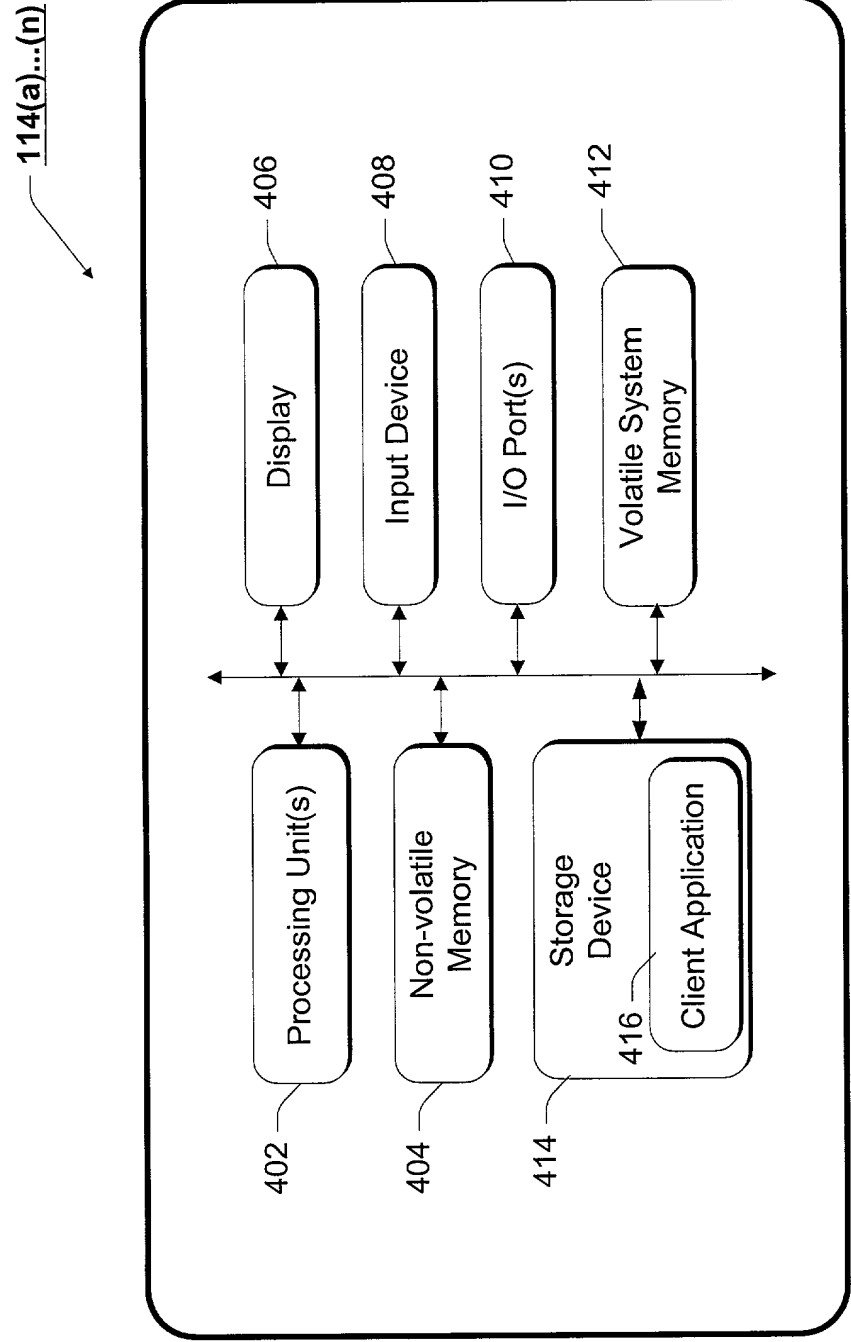 114(a)...(n)
402
Processing Unit(s)
404
Non-volatile
Memory
414
Storage
Device
416
Client Application
Display
406
Input Device
408
I/O Port(s)
410
Volatile System
Memory
412